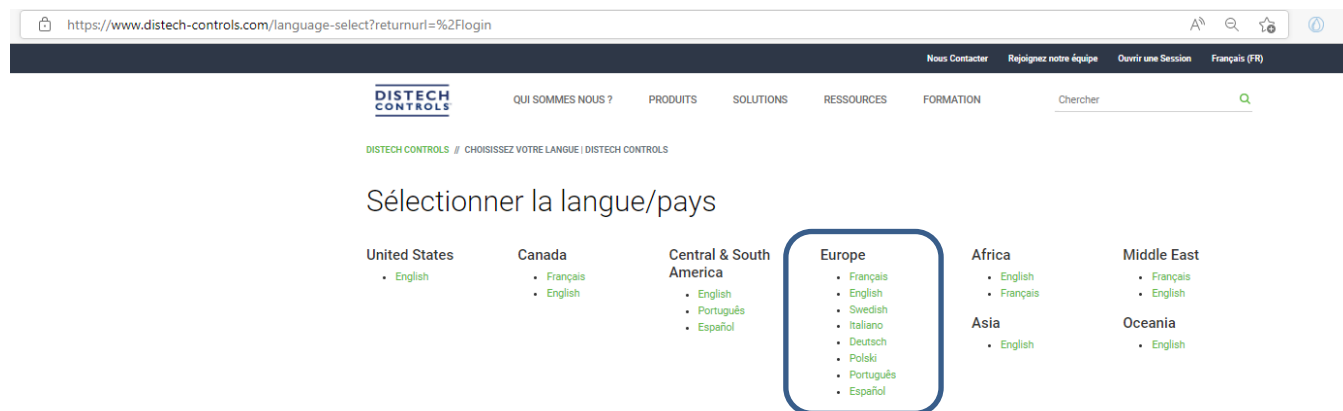 https://www.distech-controls.com/language-select?returnurl=%2Flogin
Nous Contacter Rejoignez notre équipe Ouvrir une Session Français (FR)
DISTECH
CONTROLS
QUI SOMMES NOUS ? PRODUITS SOLUTIONS RESSOURCES FORMATION Chercher
DISTECH CONTROLS // CHOISISSEZ VOTRE LANGUE | DISTECH CONTROLS
Sélectionner la langue/pays
United States
English
Canada
Français
English
Central & South
America
English
Português
Español
Europe
Français
English
Swedish
Italiano
Deutsch
Polski
Português
Español
Africa
English
Français
Asia
English
Middle East
Français
English
Oceania
English